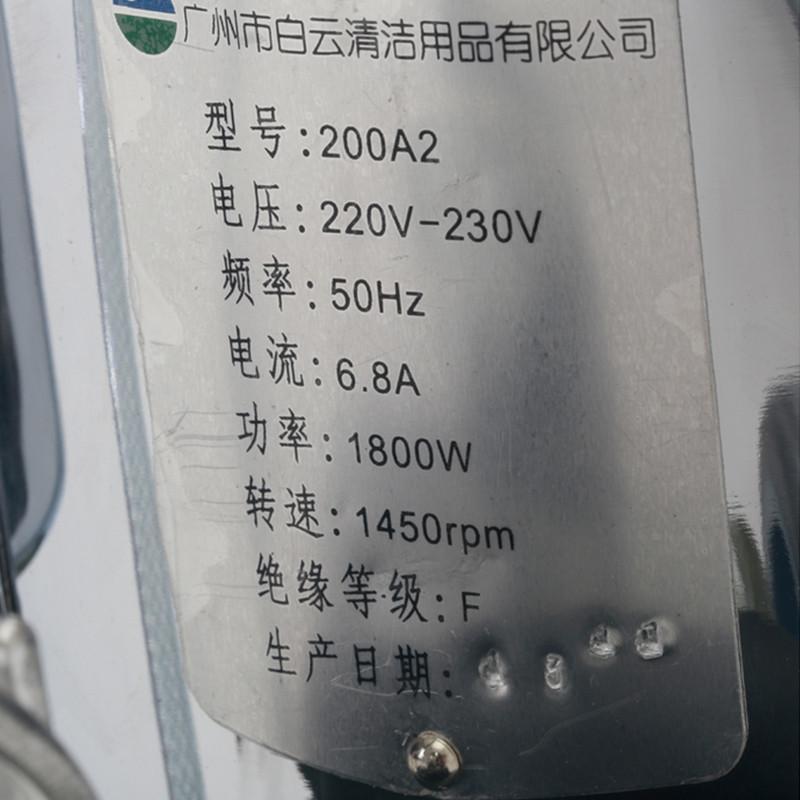 广州市白云清洁用品有限公司
型号:200A2
电压:220V-230V
频率:50Hz
电流:6.8A
功率:1800W
转速:1450rpm
绝缘等级:F
生产日期: